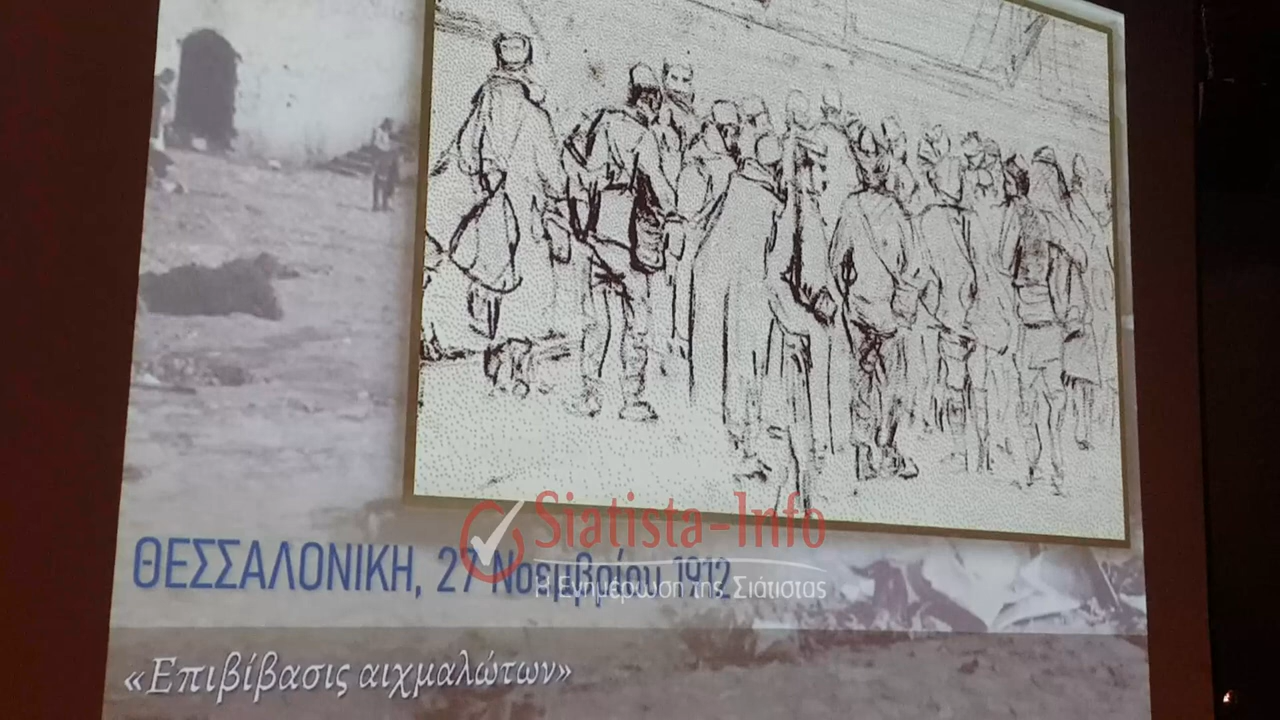 Siatista-Info
ΘΕΣΣΑΛΟΝΙΚΗ, 27 Νοεμβρίου 1912
Η Ενημέρωση της Σιάτιστας
«Επιβίβασις αιχμαλώτων»